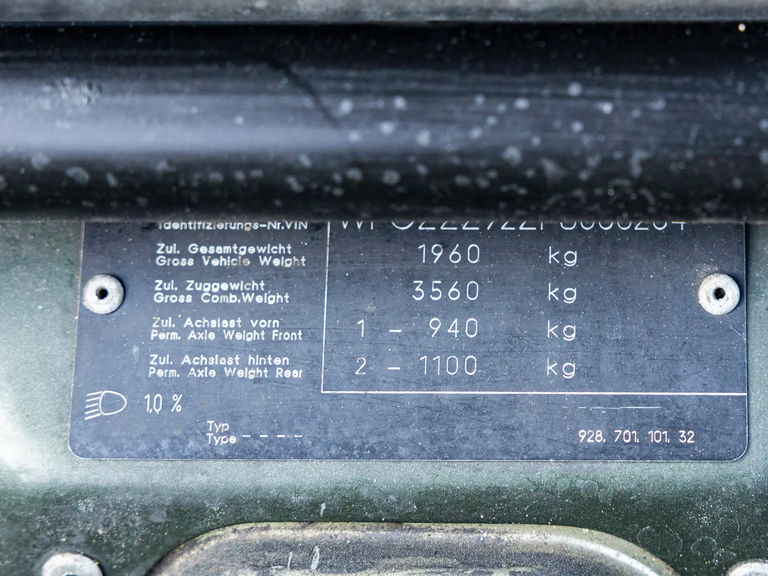 Identifizierungs-Nr.VIN
Zul. Gesamtgewicht
Gross Vehicle Weight 1960 kg
Zul. Zuggewicht
Gross Comb.Weight 3560 kg
Zul. Achslast vorn
Perm. Axle Weight Front 1 - 940 kg
Zul. Achslast hinten
Perm. Axle Weight Rear 2 - 1100 kg
1.0 %
Typ
Type - - - -
928. 701. 101. 32